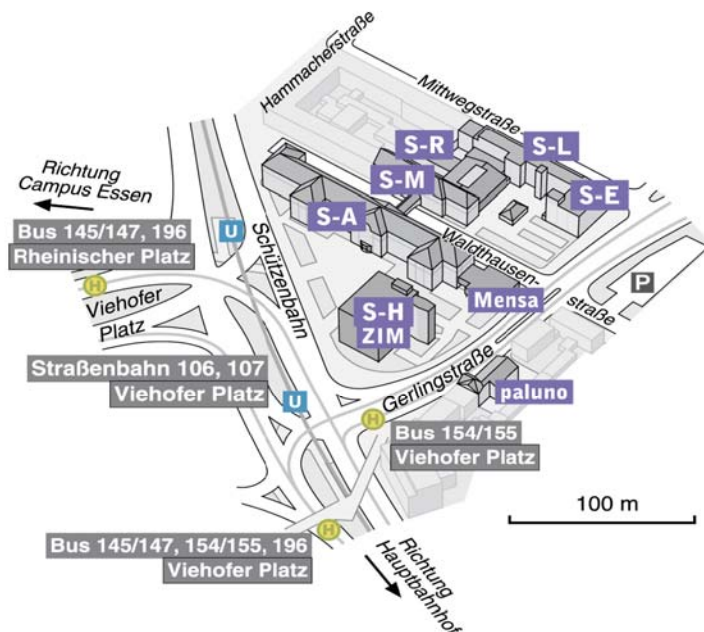 Hammacherstraße
Mittwegstraße
S-R
S-L
S-M
S-E
S-A
Richtung
Campus Essen
Bus 145/147, 196
Rheinischer Platz
U
H
Schützenbahn
Waldthausen-
straße
P
Mensa
S-H
ZIM
Viehofer
Platz
Straßenbahn 106, 107
Viehofer Platz
U
Gerlingstraße
paluno
H
Bus 154/155
Viehofer Platz
100 m
H
Bus 145/147, 154/155, 196
Viehofer Platz
Richtung
Hauptbahnhof